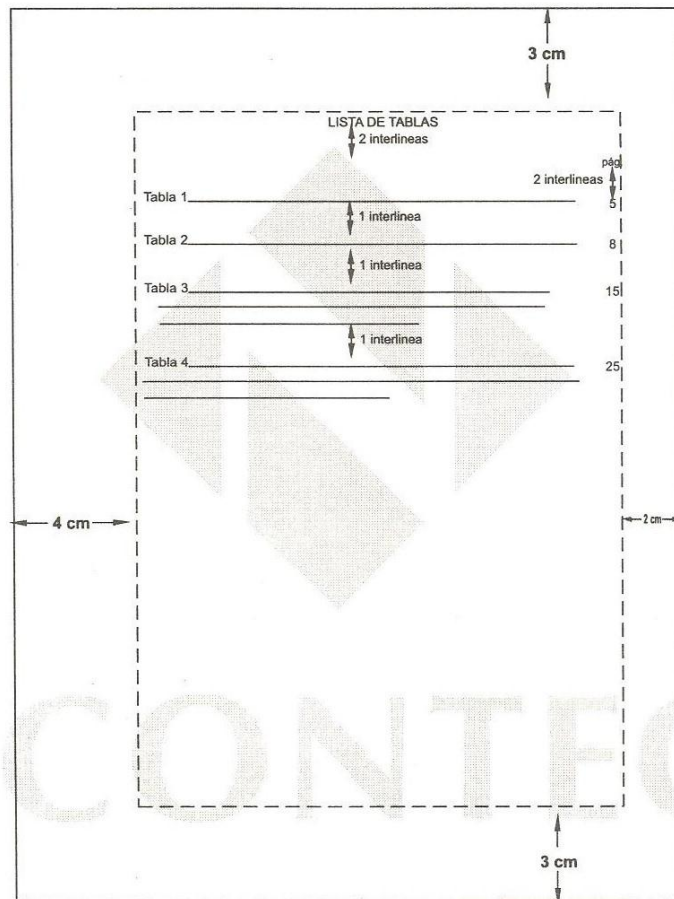 3 cm
LISTA DE TABLAS
2 interlineas
pág
2 interlineas
Tabla 1 5
1 interlinea
Tabla 2 8
1 interlinea
Tabla 3 15
1 interlinea
Tabla 4 25
4 cm
2 cm
CONTEC
3 cm